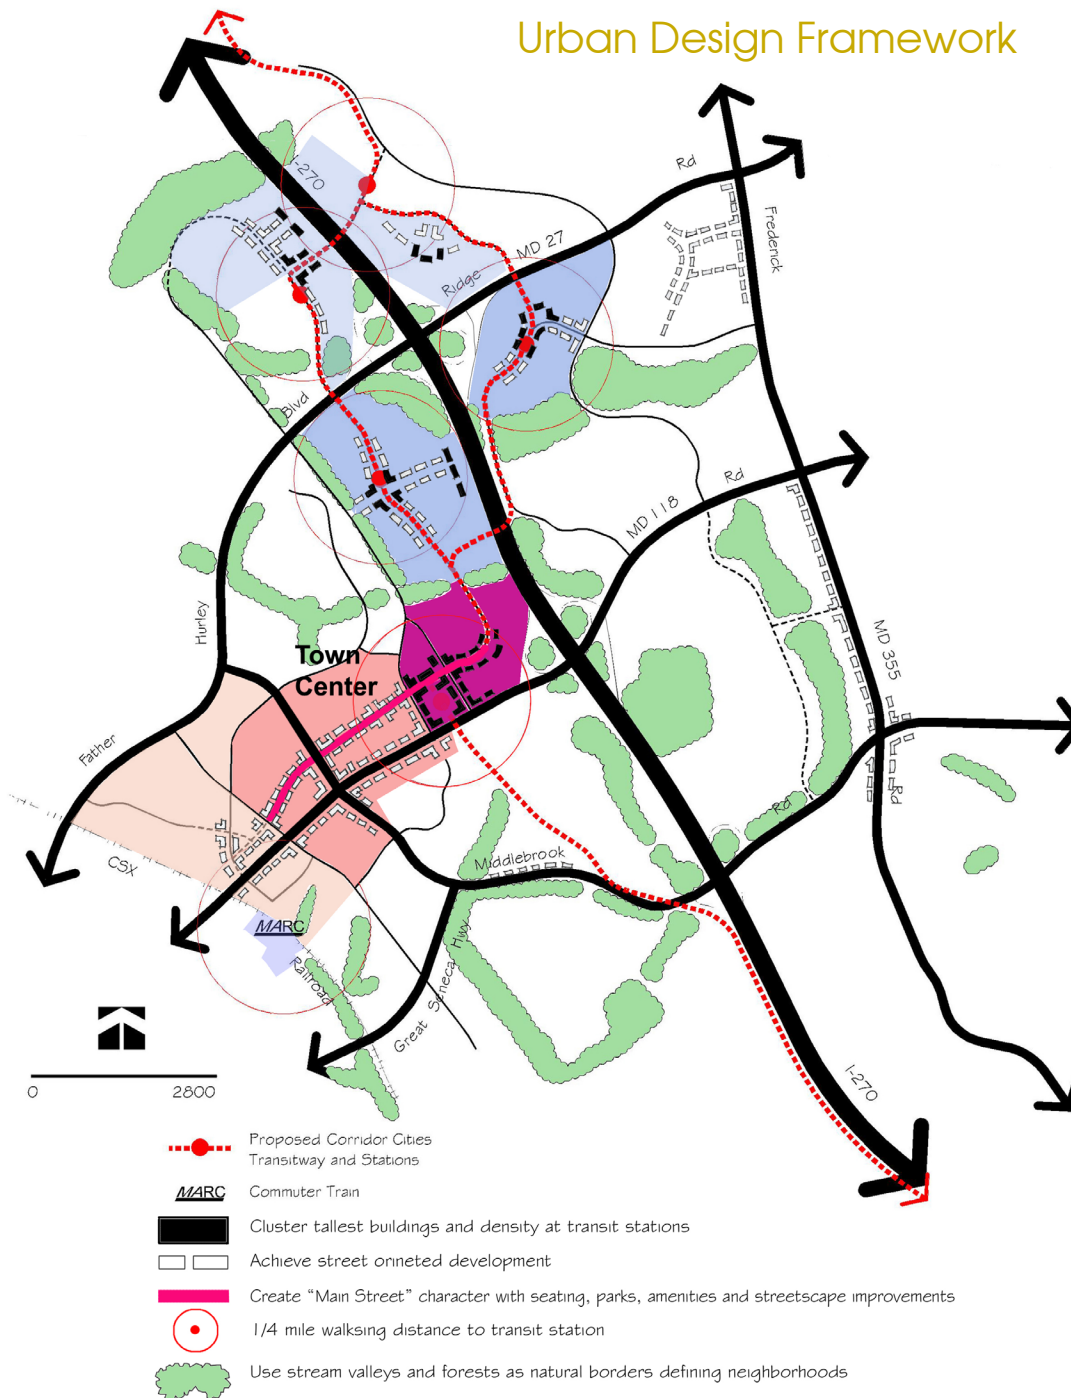 Urban Design Framework
I-270
Rd
Frederick
MD 27
Ridge
Blvd
Rd
MD 118
Hurley
MD 355
Town
Center
Father
Rd
Rd
CSX
Middlebrook
MARC
Railroad
Great Seneca Hwy
I-270
0 2800
Proposed Corridor Cities
Transitway and Stations
MARC Commuter Train
Cluster tallest buildings and density at transit stations
Achieve street orineted development
Create “Main Street” character with seating, parks, amenities and streetscape improvements
1/4 mile walksing distance to transit station
Use stream valleys and forests as natural borders defining neighborhoods